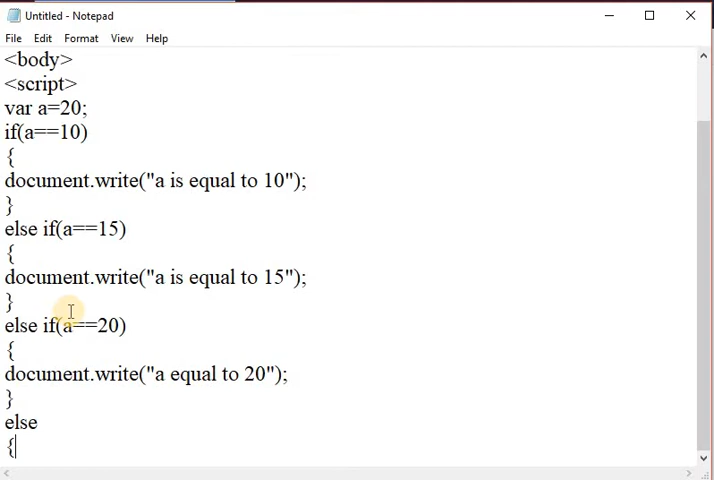 Untitled - Notepad
File Edit Format View Help
<body>
<script>
var a=20;
if(a==10)
{
document.write("a is equal to 10");
}
else if(a==15)
{
document.write("a is equal to 15");
}
else if(a==20)
{
document.write("a equal to 20");
}
else
{